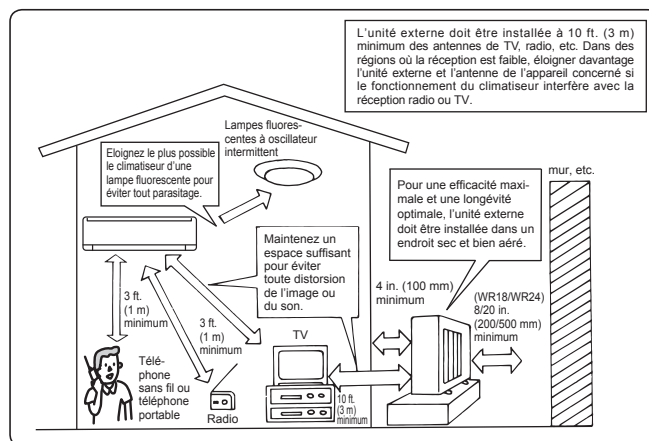 L'unité externe doit être installée à 10 ft. (3 m)
minimum des antennes de TV, radio, etc. Dans des
régions où la réception est faible, éloigner davantage
l'unité externe et l'antenne de l'appareil concerné si
le fonctionnement du climatiseur interfère avec la
réception radio ou TV.
Lampes fluores-
centes à oscillateur
intermittent
Eloignez le plus possible
le climatiseur d'une
lampe fluorescente pour
éviter tout parasitage.
mur, etc.
Pour une efficacité maxi-
male et une longévité
optimale, l'unité externe
doit être installée dans un
endroit sec et bien aéré.
Maintenez un
espace suffisant
pour éviter
toute distorsion
de l'image ou
du son.
4 in. (100 mm)
minimum
(WR18/WR24)
8/20 in.
(200/500 mm)
minimum
3 ft.
(1 m)
minimum
3 ft.
(1 m)
minimum
TV
Télé-
phone
sans fil ou
téléphone
portable
Radio
10 ft.
(3 m)
minimum